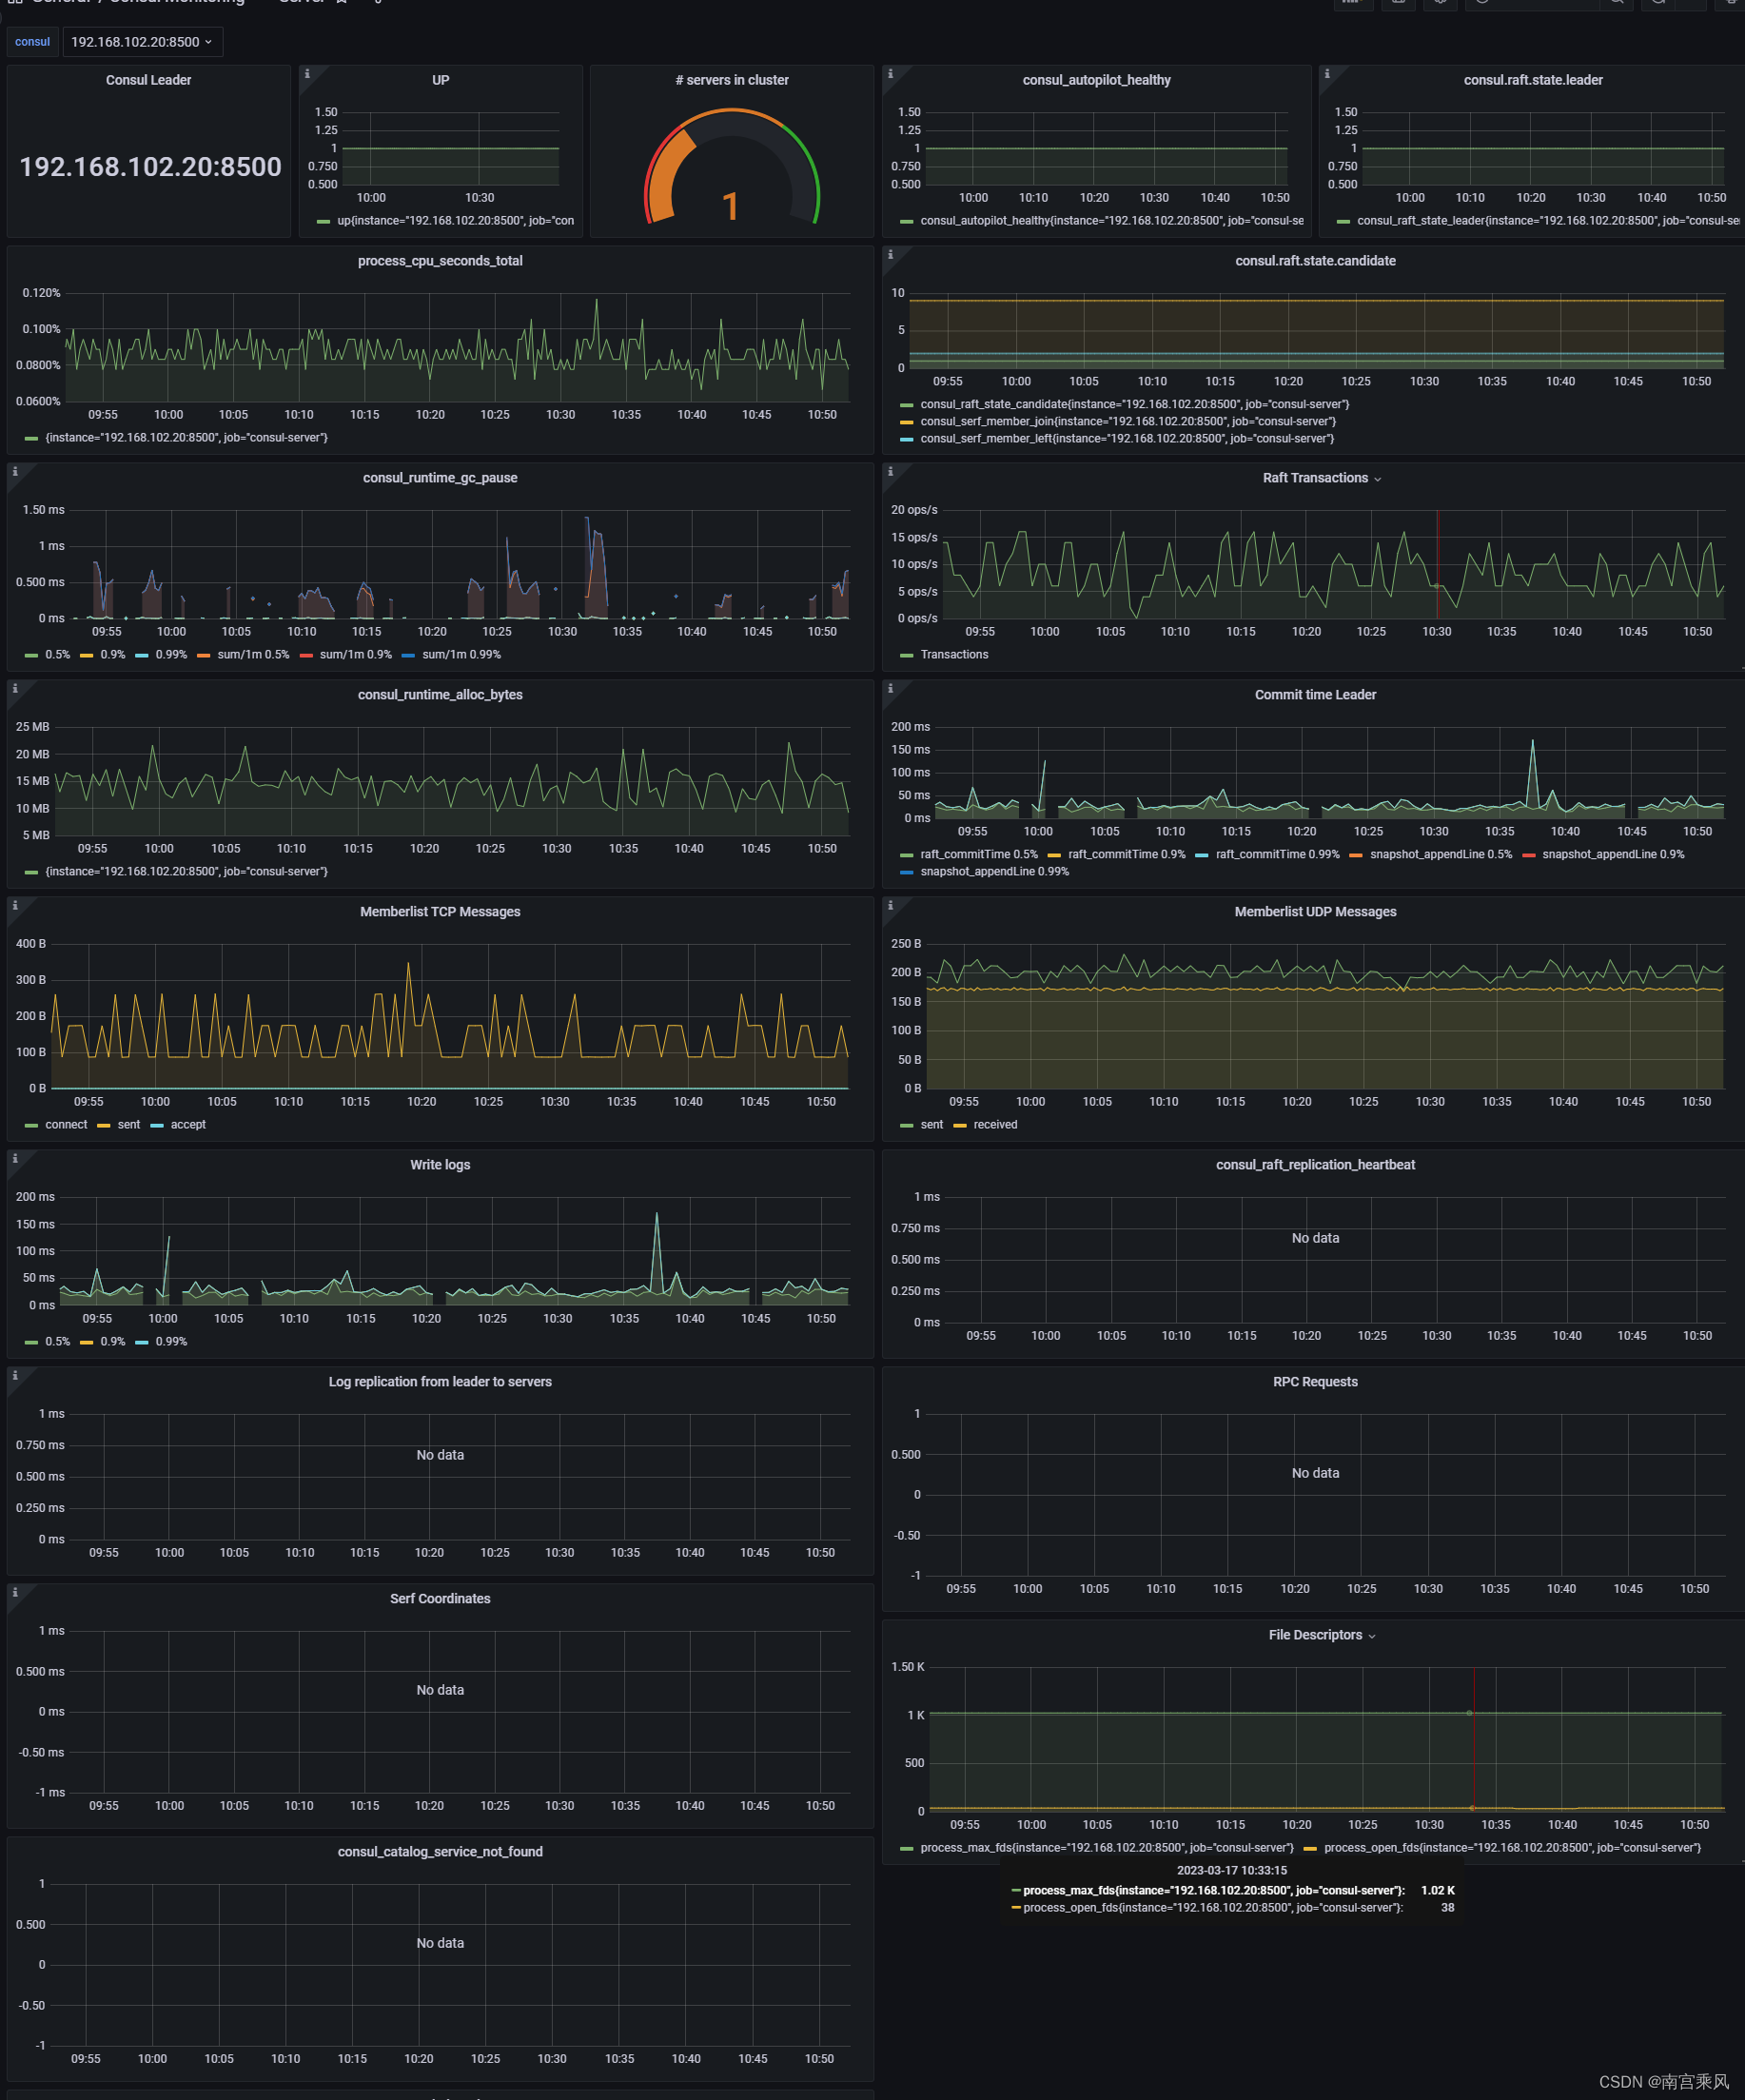 General / Consul Monitoring Server
consul 192.168.102.20:8500
Consul Leader
192.168.102.20:8500
UP
1.50
1.25
1
0.750
0.500
10:00 10:30
up{instance="192.168.102.20:8500", job="con
# servers in cluster
1
consul_autopilot_healthy
1.50
1.25
1
0.750
0.500
10:00 10:10 10:20 10:30 10:40 10:50
consul_autopilot_healthy{instance="192.168.102.20:8500", job="consul-se
consul.raft.state.leader
1.50
1.25
1
0.750
0.500
10:00 10:10 10:20 10:30 10:40 10:50
consul_raft_state_leader{instance="192.168.102.20:8500", job="consul-se
process_cpu_seconds_total
0.120%
0.100%
0.0800%
0.0600%
09:55 10:00 10:05 10:10 10:15 10:20 10:25 10:30 10:35 10:40 10:45 10:50
{instance="192.168.102.20:8500", job="consul-server"}
consul.raft.state.candidate
10
5
0
09:55 10:00 10:05 10:10 10:15 10:20 10:25 10:30 10:35 10:40 10:45 10:50
consul_raft_state_candidate{instance="192.168.102.20:8500", job="consul-server"}
consul_serf_member_join{instance="192.168.102.20:8500", job="consul-server"}
consul_serf_member_left{instance="192.168.102.20:8500", job="consul-server"}
consul_runtime_gc_pause
1.50 ms
1 ms
0.500 ms
0 ms
09:55 10:00 10:05 10:10 10:15 10:20 10:25 10:30 10:35 10:40 10:45 10:50
0.5% 0.9% 0.99% sum/1m 0.5% sum/1m 0.9% sum/1m 0.99%
Raft Transactions
20 ops/s
15 ops/s
10 ops/s
5 ops/s
0 ops/s
09:55 10:00 10:05 10:10 10:15 10:20 10:25 10:30 10:35 10:40 10:45 10:50
Transactions
consul_runtime_alloc_bytes
25 MB
20 MB
15 MB
10 MB
5 MB
09:55 10:00 10:05 10:10 10:15 10:20 10:25 10:30 10:35 10:40 10:45 10:50
{instance="192.168.102.20:8500", job="consul-server"}
Commit time Leader
200 ms
150 ms
100 ms
50 ms
0 ms
09:55 10:00 10:05 10:10 10:15 10:20 10:25 10:30 10:35 10:40 10:45 10:50
raft_commitTime 0.5% raft_commitTime 0.9% raft_commitTime 0.99% snapshot_appendLine 0.5% snapshot_appendLine 0.9%
snapshot_appendLine 0.99%
Memberlist TCP Messages
400 B
300 B
200 B
100 B
0 B
09:55 10:00 10:05 10:10 10:15 10:20 10:25 10:30 10:35 10:40 10:45 10:50
connect sent accept
Memberlist UDP Messages
250 B
200 B
150 B
100 B
50 B
0 B
09:55 10:00 10:05 10:10 10:15 10:20 10:25 10:30 10:35 10:40 10:45 10:50
sent received
Write logs
200 ms
150 ms
100 ms
50 ms
0 ms
09:55 10:00 10:05 10:10 10:15 10:20 10:25 10:30 10:35 10:40 10:45 10:50
0.5% 0.9% 0.99%
consul_raft_replication_heartbeat
1 ms
0.750 ms
No data
0.500 ms
0.250 ms
0 ms
09:55 10:00 10:05 10:10 10:15 10:20 10:25 10:30 10:35 10:40 10:45 10:50
Log replication from leader to servers
1 ms
0.750 ms
No data
0.500 ms
0.250 ms
0 ms
09:55 10:00 10:05 10:10 10:15 10:20 10:25 10:30 10:35 10:40 10:45 10:50
RPC Requests
1
0.500
No data
0
-0.50
-1
09:55 10:00 10:05 10:10 10:15 10:20 10:25 10:30 10:35 10:40 10:45 10:50
Serf Coordinates
1 ms
0.500 ms
No data
0 ms
-0.50 ms
-1 ms
09:55 10:00 10:05 10:10 10:15 10:20 10:25 10:30 10:35 10:40 10:45 10:50
File Descriptors
1.50 K
1 K
500
0
09:55 10:00 10:05 10:10 10:15 10:20 10:25 10:30 10:35 10:40 10:45 10:50
process_max_fds{instance="192.168.102.20:8500", job="consul-server"} process_open_fds{instance="192.168.102.20:8500", job="consul-server"}
2023-03-17 10:33:15
process_max_fds{instance="192.168.102.20:8500", job="consul-server"}: 1.02 K
process_open_fds{instance="192.168.102.20:8500", job="consul-server"}: 38
consul_catalog_service_not_found
1
0.500
No data
0
-0.50
-1
09:55 10:00 10:05 10:10 10:15 10:20 10:25 10:30 10:35 10:40 10:45 10:50
CSDN @南宫乘风